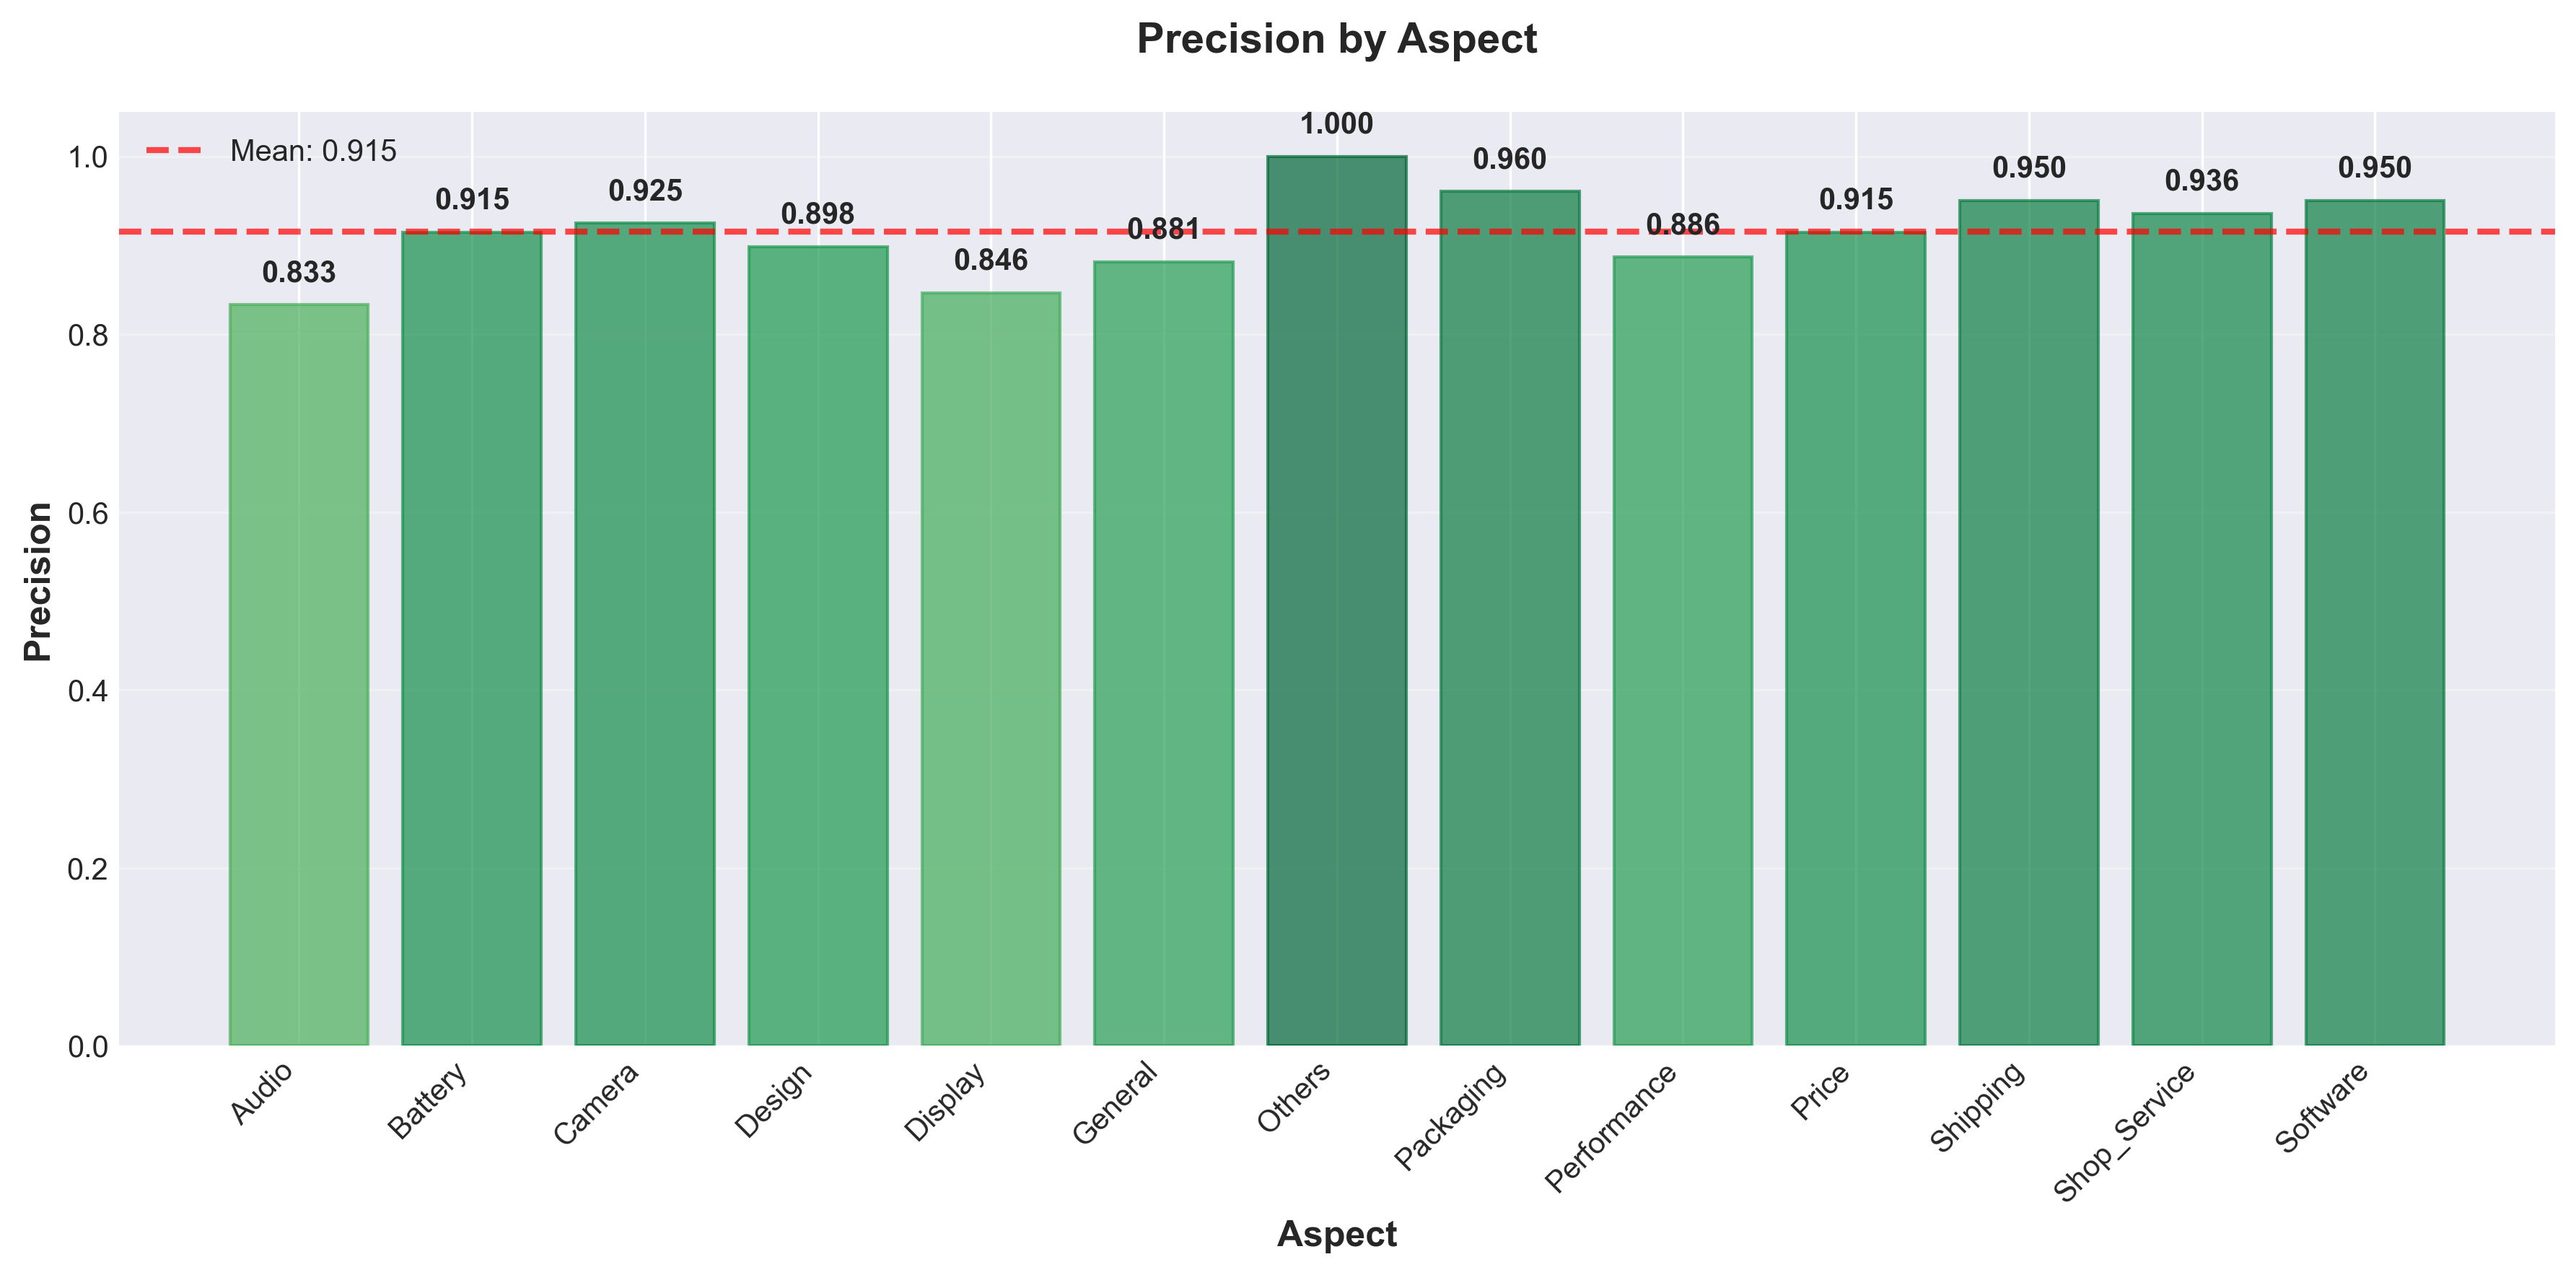 Precision by Aspect
Mean: 0.915
1.0
0.8
0.6
0.4
0.2
0.0
Precision
0.833
0.915
0.925
0.898
0.846
0.881
1.000
0.960
0.886
0.915
0.950
0.936
0.950
Audio
Battery
Camera
Design
Display
General
Others
Packaging
Performance
Price
Shipping
Shop_Service
Software
Aspect